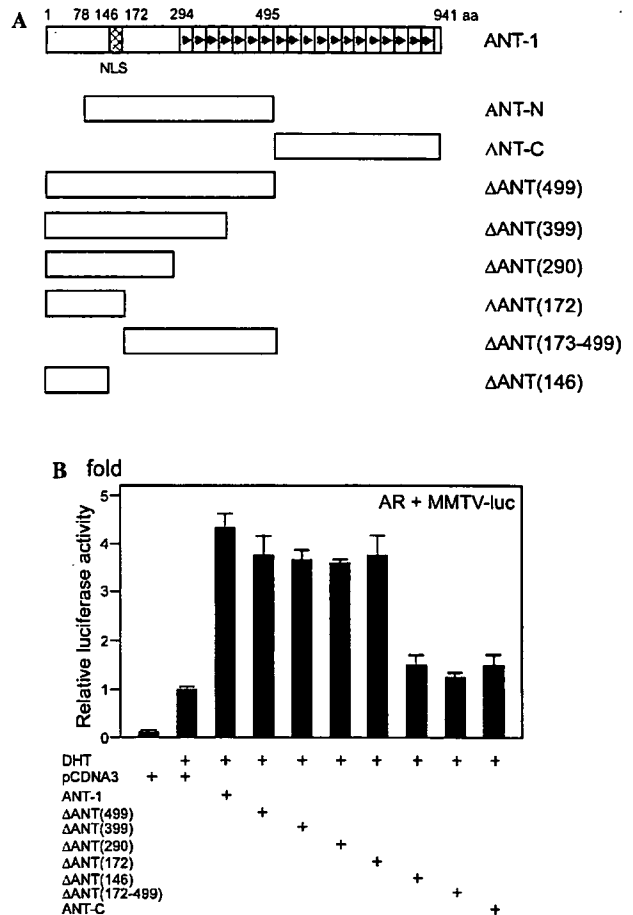 A
1 78 146 172 294 495 941 aa
ANT-1
NLS
ANT-N
ΛNT-C
ΔANT(499)
ΔANT(399)
ΔANT(290)
ΛANT(172)
ΔANT(173-499)
ΔANT(146)
B fold
AR + MMTV-luc
Relative luciferase activity
5
4
3
2
1
0
DHT + + + + + + + + +
pCDNA3 + +
ANT-1 +
ΔANT(499) +
ΔANT(399) +
ΔANT(290) +
ΔANT(172) +
ΔANT(146) +
ΔANT(172-499) +
ANT-C +